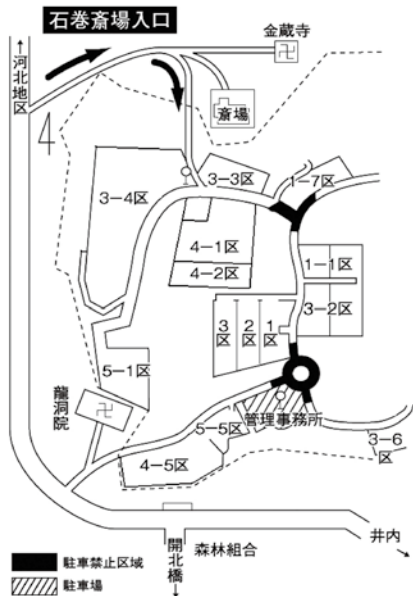 石巻斎場入口
金蔵寺
↑河北地区
斎場
3−3区
1−7区
3−4区
4−1区
1−1区
4−2区
3−2区
3区
2区
1区
5−1区
龍洞院
管理事務所
5−5区
3−6区
4−5区
井内
森林組合
開北橋↓
駐車禁止区域
駐車場